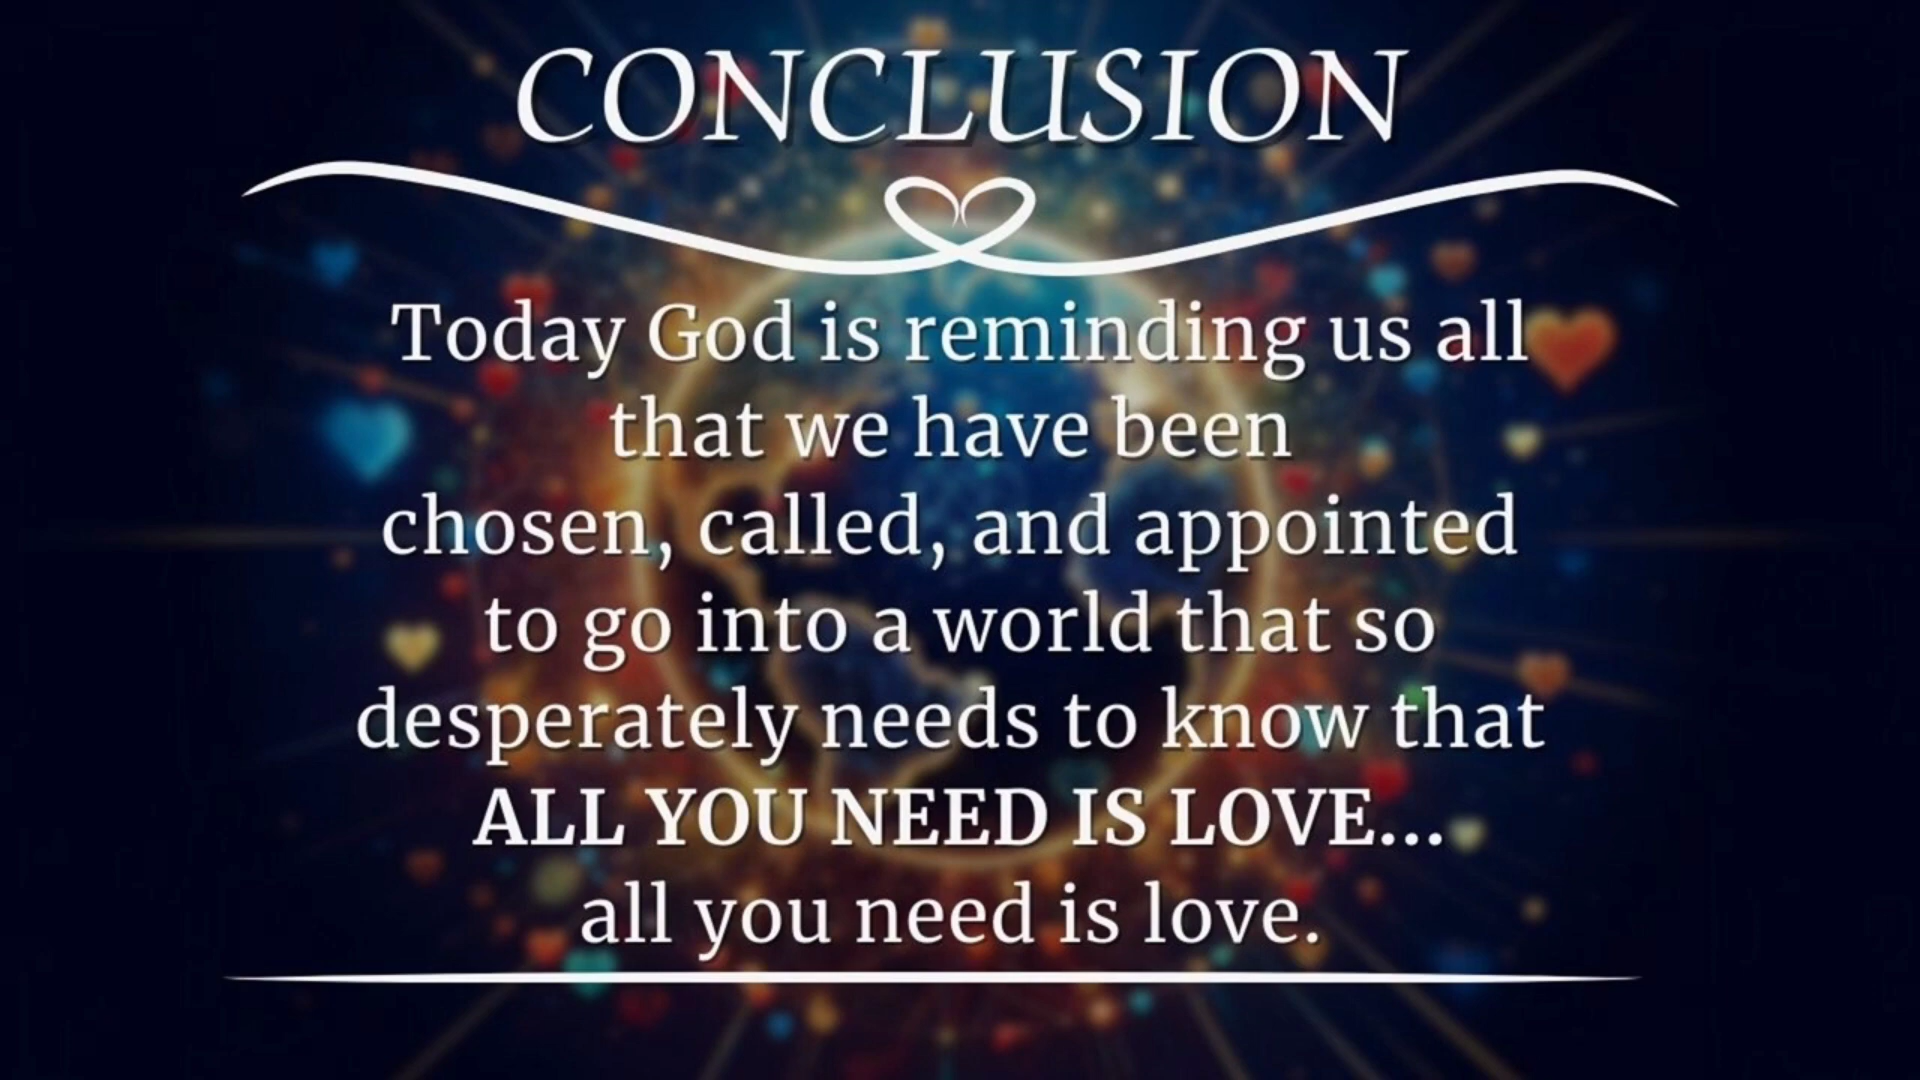 CONCLUSION
Today God is reminding us all
that we have been
chosen, called, and appointed
to go into a world that so
desperately needs to know that
ALL YOU NEED IS LOVE...
all you need is love.